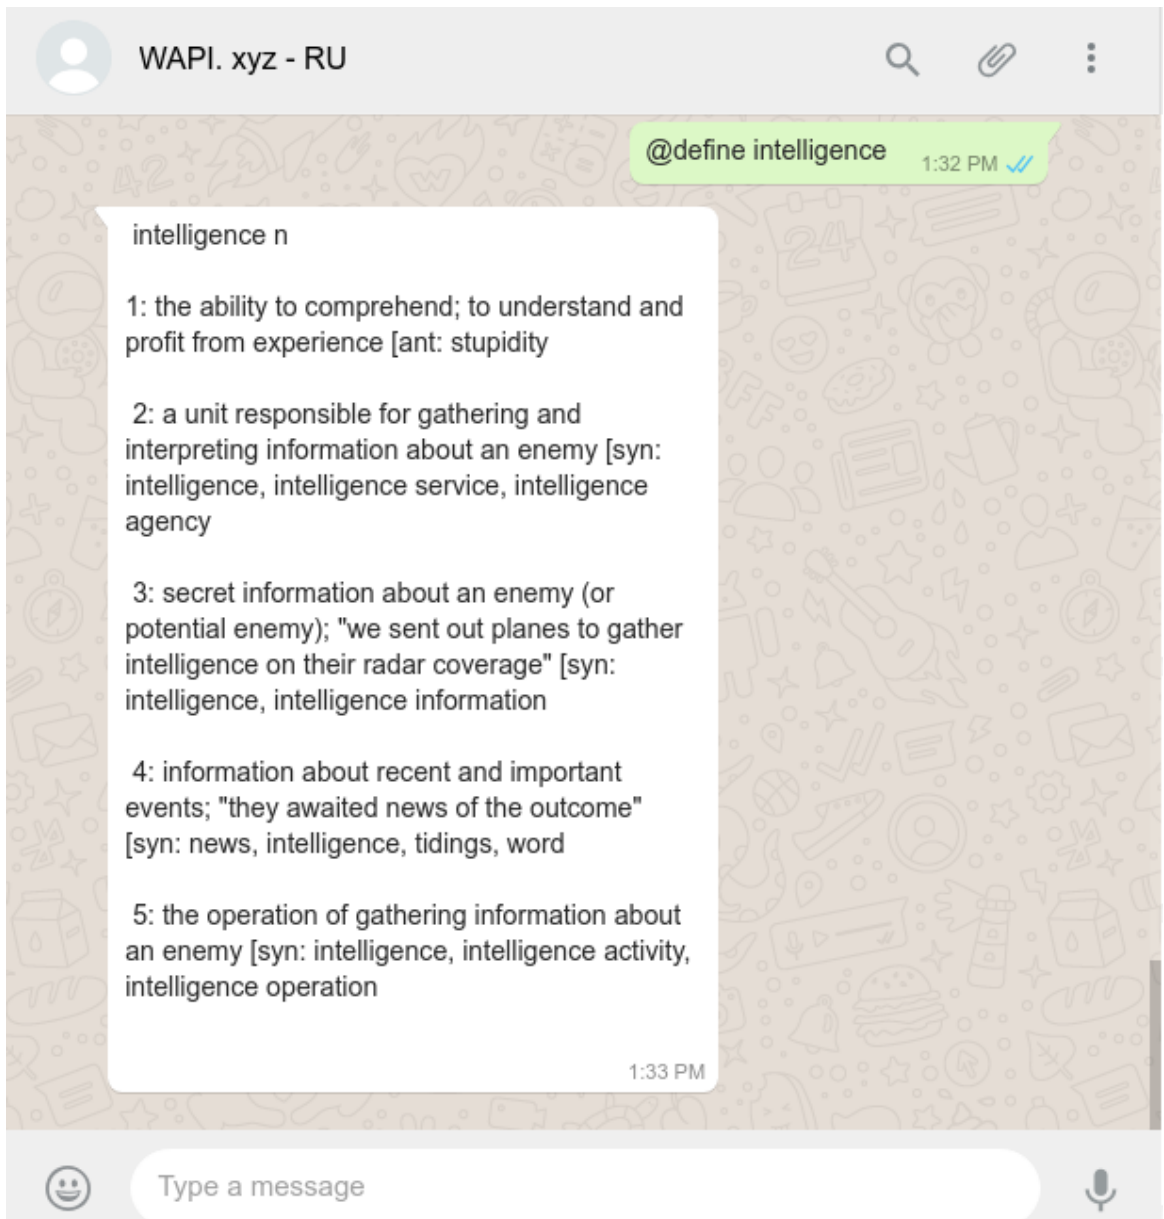 WAPI. xyz - RU
@define intelligence
1:32 PM
intelligence n
1: the ability to comprehend; to understand and
profit from experience [ant: stupidity
2: a unit responsible for gathering and
interpreting information about an enemy [syn:
intelligence, intelligence service, intelligence
agency
3: secret information about an enemy (or
potential enemy); "we sent out planes to gather
intelligence on their radar coverage" [syn:
intelligence, intelligence information
4: information about recent and important
events; "they awaited news of the outcome"
[syn: news, intelligence, tidings, word
5: the operation of gathering information about
an enemy [syn: intelligence, intelligence activity,
intelligence operation
1:33 PM
Type a message